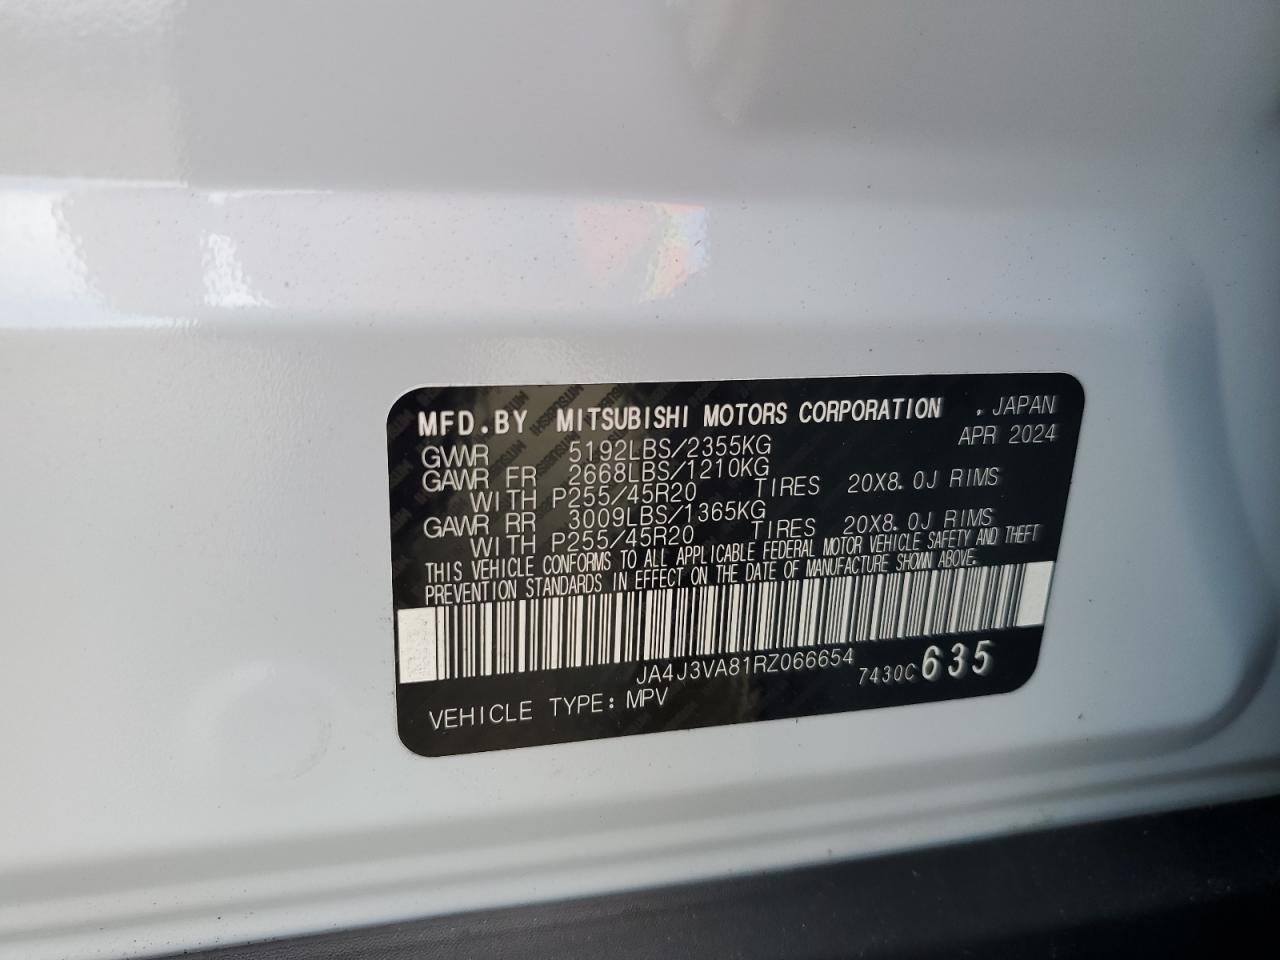 MFD.BY MITSUBISHI MOTORS CORPORATION . JAPAN
APR 2024
GVWR 5192LBS/2355KG
GAWR FR 2668LBS/1210KG
WITH P255/45R20 TIRES 20X8.0J RIMS
GAWR RR 3009LBS/1365KG
WITH P255/45R20 TIRES 20X8.0J RIMS
THIS VEHICLE CONFORMS TO ALL APPLICABLE FEDERAL MOTOR VEHICLE SAFETY AND THEFT
PREVENTION STANDARDS IN EFFECT ON THE DATE OF MANUFACTURE SHOWN ABOVE.
JA4J3VA81RZ066654 7430C635
VEHICLE TYPE: MPV